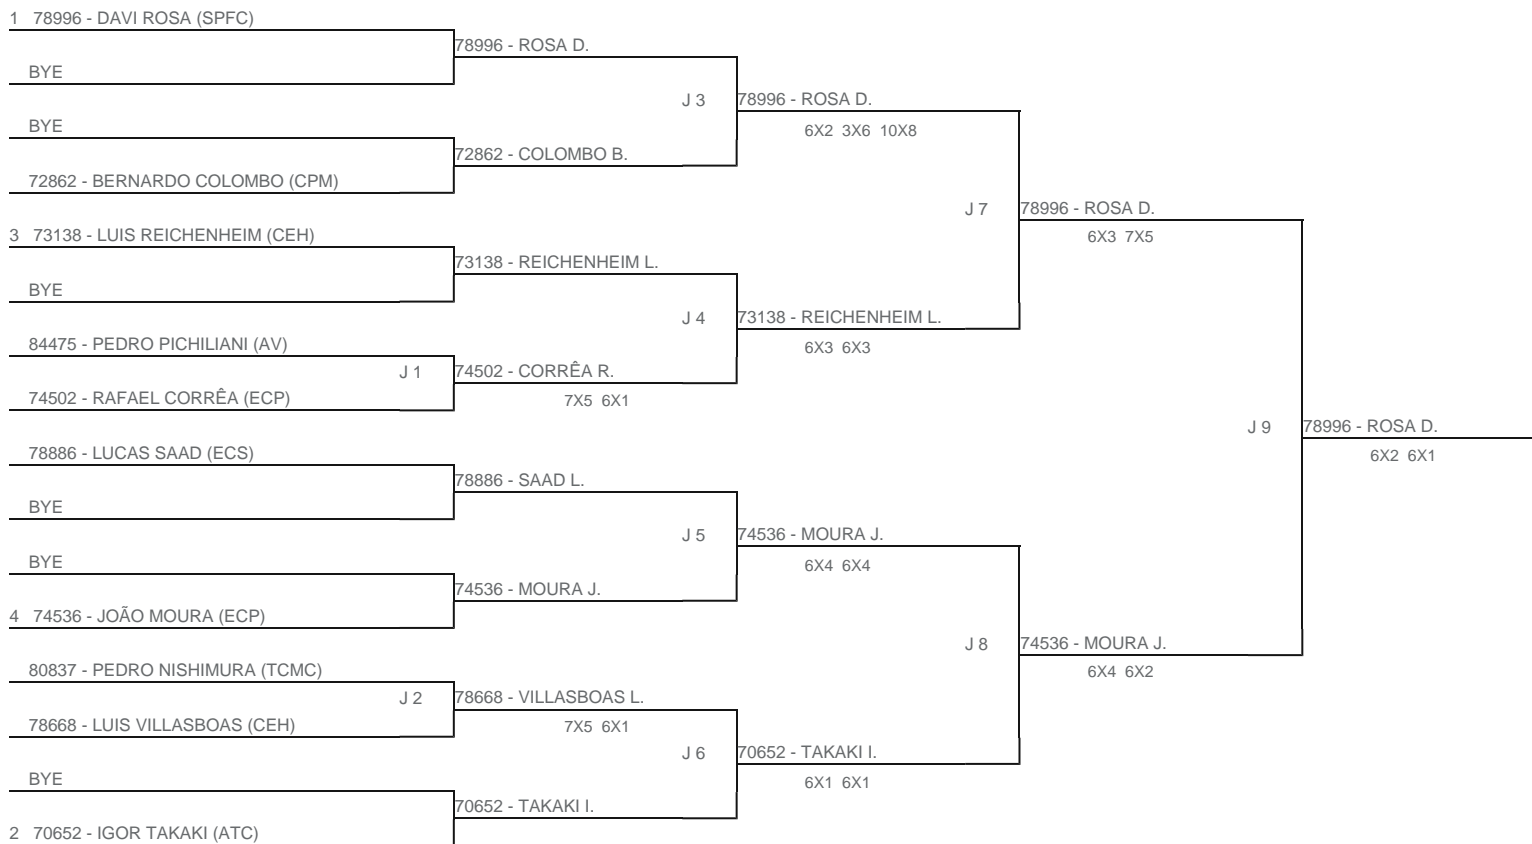 1 78996 - DAVI ROSA (SPFC)
78996 - ROSA D.
BYE
J 3
78996 - ROSA D.
6X2 3X6 10X8
BYE
72862 - COLOMBO B.
72862 - BERNARDO COLOMBO (CPM)
J 7
78996 - ROSA D.
6X3 7X5
3 73138 - LUIS REICHENHEIM (CEH)
73138 - REICHENHEIM L.
BYE
J 4
73138 - REICHENHEIM L.
6X3 6X3
84475 - PEDRO PICHILIANI (AV)
J 1
74502 - CORRÊA R.
7X5 6X1
74502 - RAFAEL CORRÊA (ECP)
J 9
78996 - ROSA D.
6X2 6X1
78886 - LUCAS SAAD (ECS)
78886 - SAAD L.
BYE
J 5
74536 - MOURA J.
6X4 6X4
BYE
74536 - MOURA J.
4 74536 - JOÃO MOURA (ECP)
J 8
74536 - MOURA J.
6X4 6X2
80837 - PEDRO NISHIMURA (TCMC)
J 2
78668 - VILLASBOAS L.
7X5 6X1
78668 - LUIS VILLASBOAS (CEH)
J 6
70652 - TAKAKI I.
6X1 6X1
BYE
70652 - TAKAKI I.
2 70652 - IGOR TAKAKI (ATC)